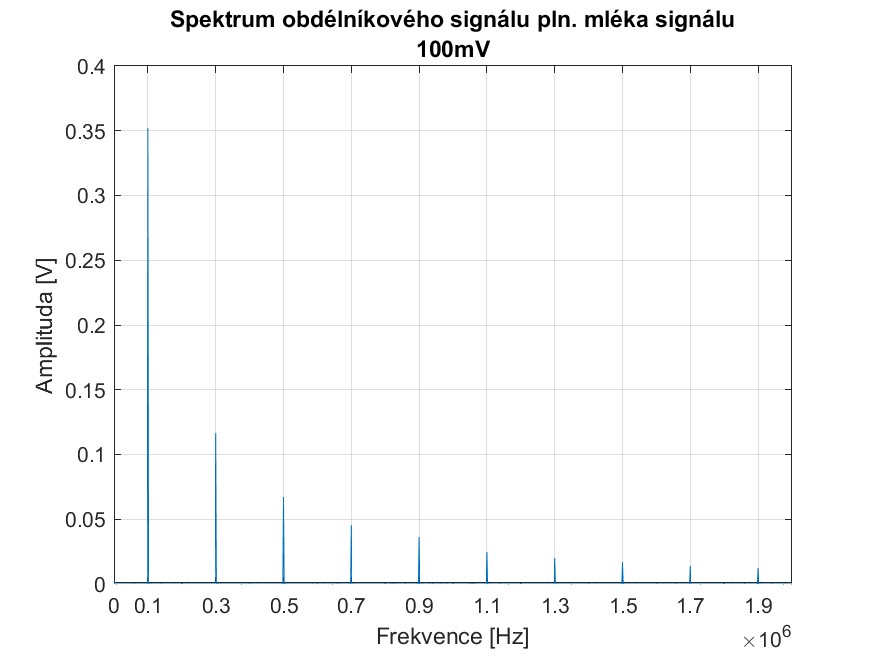 Spektrum obdélníkového signálu pln. mléka signálu
100mV
0.4
0.35
0.3
0.25
0.2
0.15
0.1
0.05
0
Amplituda [V]
0 0.1 0.3 0.5 0.7 0.9 1.1 1.3 1.5 1.7 1.9
Frekvence [Hz]
×10⁶